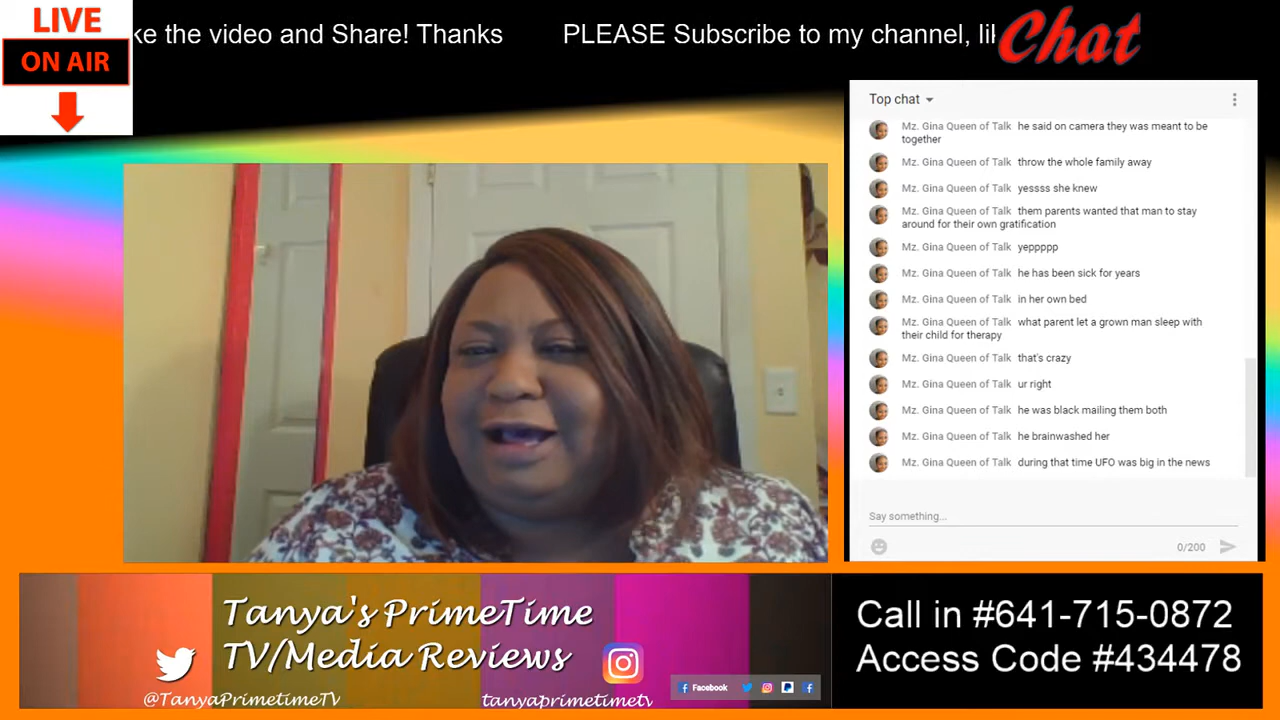 LIVE
ON AIR
ke the video and Share! Thanks
PLEASE Subscribe to my channel, lik
Chat
Top chat
Mz. Gina Queen of Talk he said on camera they was meant to be
together
Mz. Gina Queen of Talk throw the whole family away
Mz. Gina Queen of Talk yessss she knew
Mz. Gina Queen of Talk them parents wanted that man to stay
around for their own gratification
Mz. Gina Queen of Talk yeppppp
Mz. Gina Queen of Talk he has been sick for years
Mz. Gina Queen of Talk in her own bed
Mz. Gina Queen of Talk what parent let a grown man sleep with
their child for therapy
Mz. Gina Queen of Talk that's crazy
Mz. Gina Queen of Talk ur right
Mz. Gina Queen of Talk he was black mailing them both
Mz. Gina Queen of Talk he brainwashed her
Mz. Gina Queen of Talk during that time UFO was big in the news
Say something...
0/200
Tanya's PrimeTime
TV/Media Reviews
@TanyaPrimetimeTV
tanyaprimetimetv
Facebook
Call in #641-715-0872
Access Code #434478